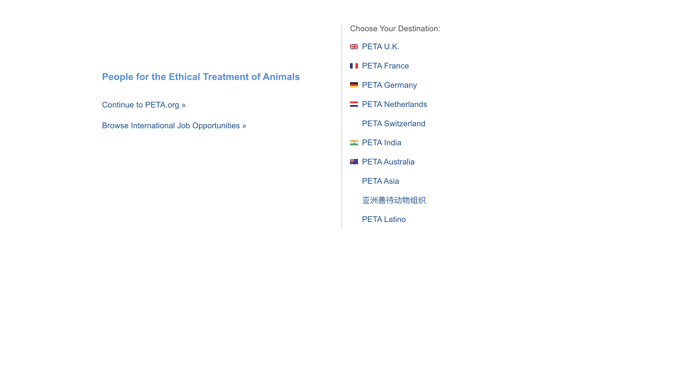 People for the Ethical Treatment of Animals
Continue to PETA.org »
Browse International Job Opportunities »
Choose Your Destination:
PETA U.K.
PETA France
PETA Germany
PETA Netherlands
PETA Switzerland
PETA India
PETA Australia
PETA Asia
亚洲善待动物组织
PETA Latino